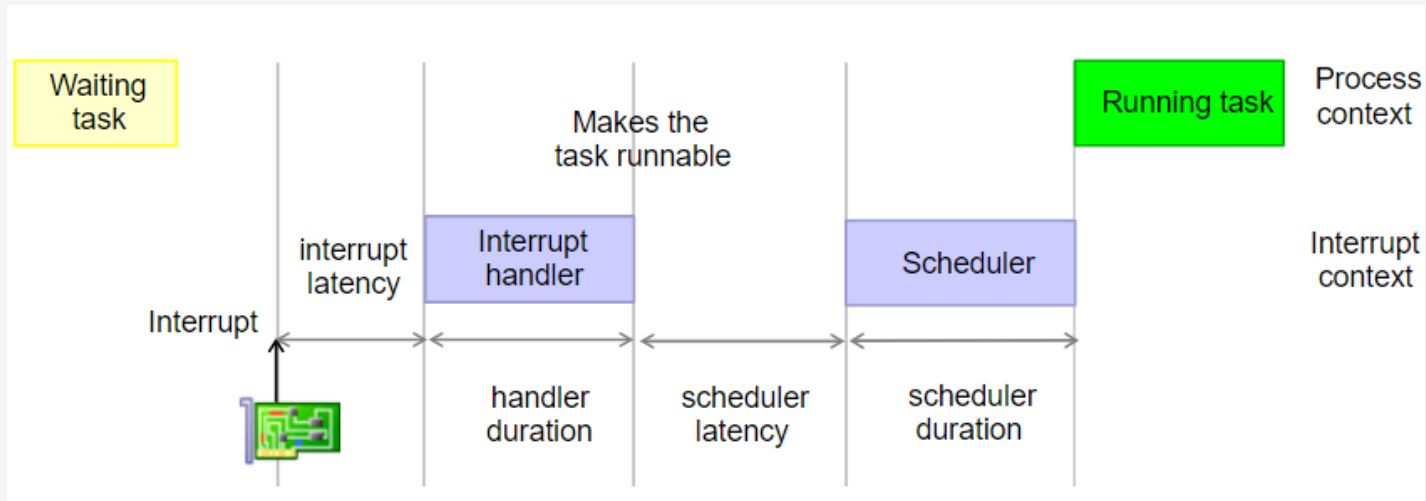 Waiting
task
Makes the
task runnable
Running task
Process
context
interrupt
latency
Interrupt
handler
Scheduler
Interrupt
context
Interrupt
handler
duration
scheduler
latency
scheduler
duration